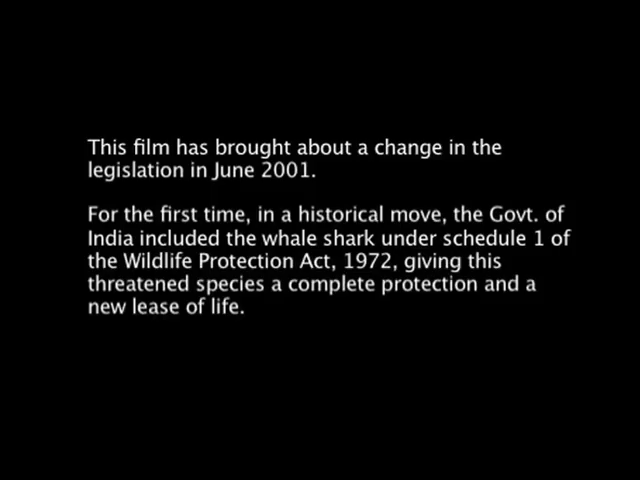 This film has brought about a change in the
legislation in June 2001.
For the first time, in a historical move, the Govt. of
India included the whale shark under schedule 1 of
the Wildlife Protection Act, 1972, giving this
threatened species a complete protection and a
new lease of life.